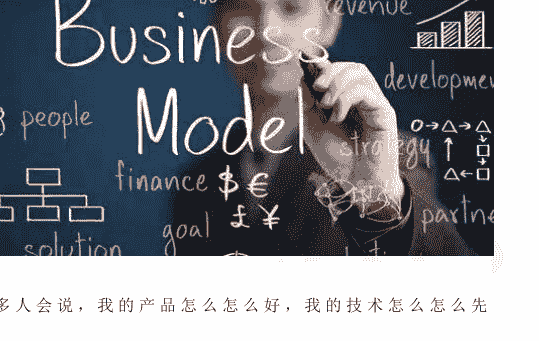 revenue
Business
development
people
Model
strategy
finance $ €
£ ¥
goal
partne
solution
多人会说，我的产品怎么怎么好，我的技术怎么怎么先